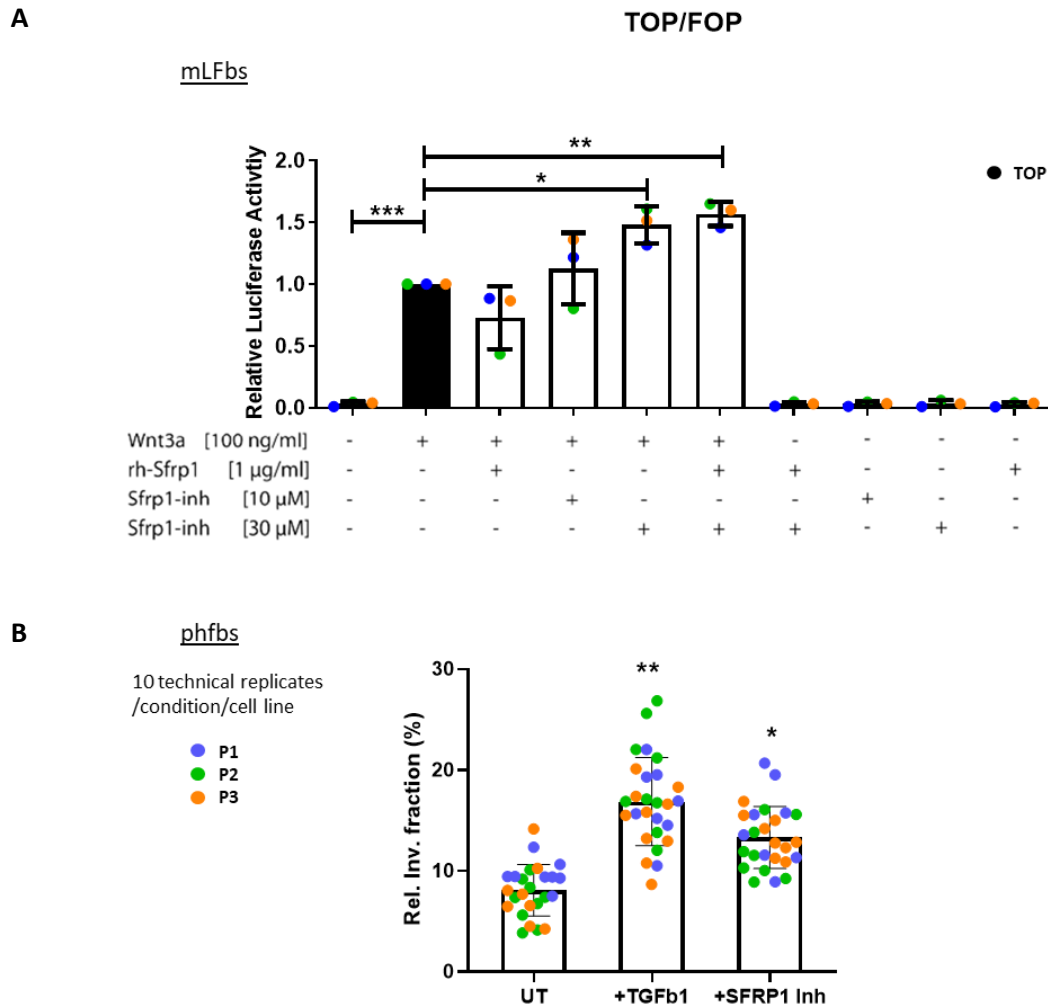 A
TOP/FOP
mLFbs
Relative Luciferase Activtiy
2.0
1.5
1.0
0.5
0.0
***
*
**
TOP
Wnt3a [100 ng/ml] - + + + + + - - - -
rh-Sfrp1 [1 µg/ml] - - + - - + + - - +
Sfrp1-inh [10 µM] - - - + - - - + - -
Sfrp1-inh [30 µM] - - - - + + + - + -
B
phfbs
10 technical replicates
/condition/cell line
P1
P2
P3
Rel. Inv. fraction (%)
30
20
10
0
**
*
UT +TGFb1 +SFRP1 Inh